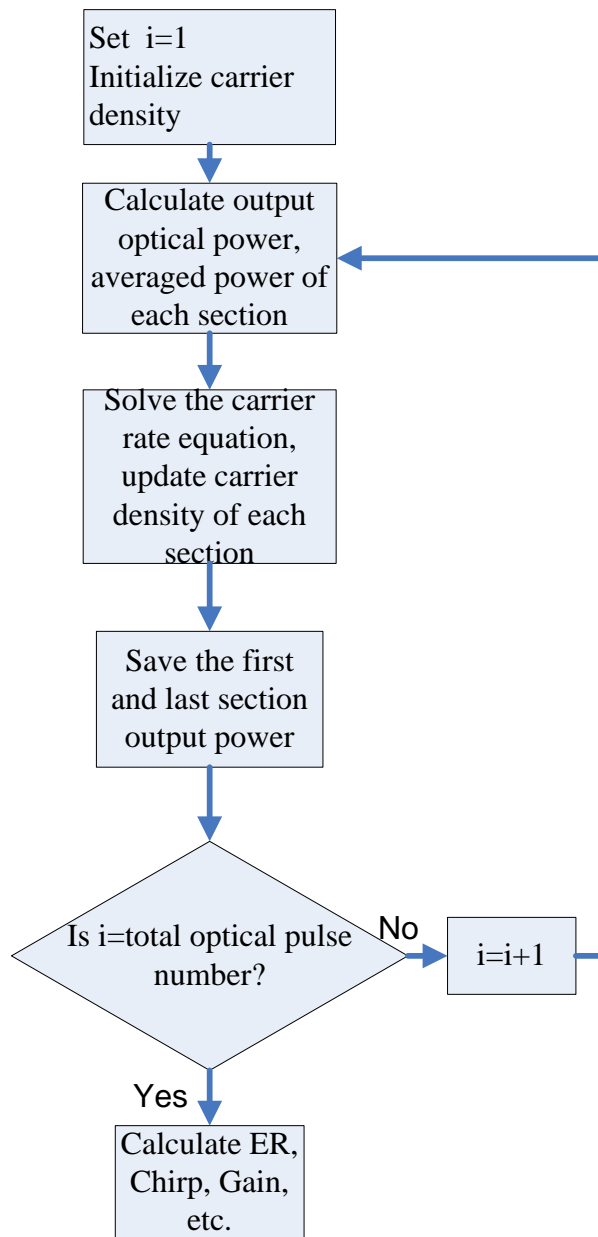 Set i=1
Initialize carrier
density
Calculate output
optical power,
averaged power of
each section
Solve the carrier
rate equation,
update carrier
density of each
section
Save the first
and last section
output power
Is i=total optical pulse
number?
No
i=i+1
Yes
Calculate ER,
Chirp, Gain,
etc.